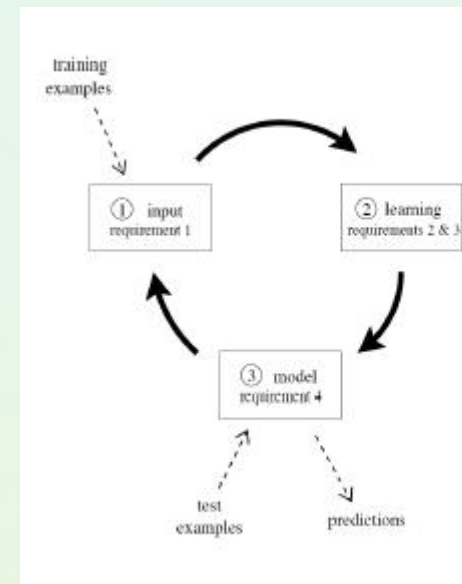 training
examples
① input
requirement 1
② learning
requirements 2 & 3
③ model
requirement 4
test
examples
predictions